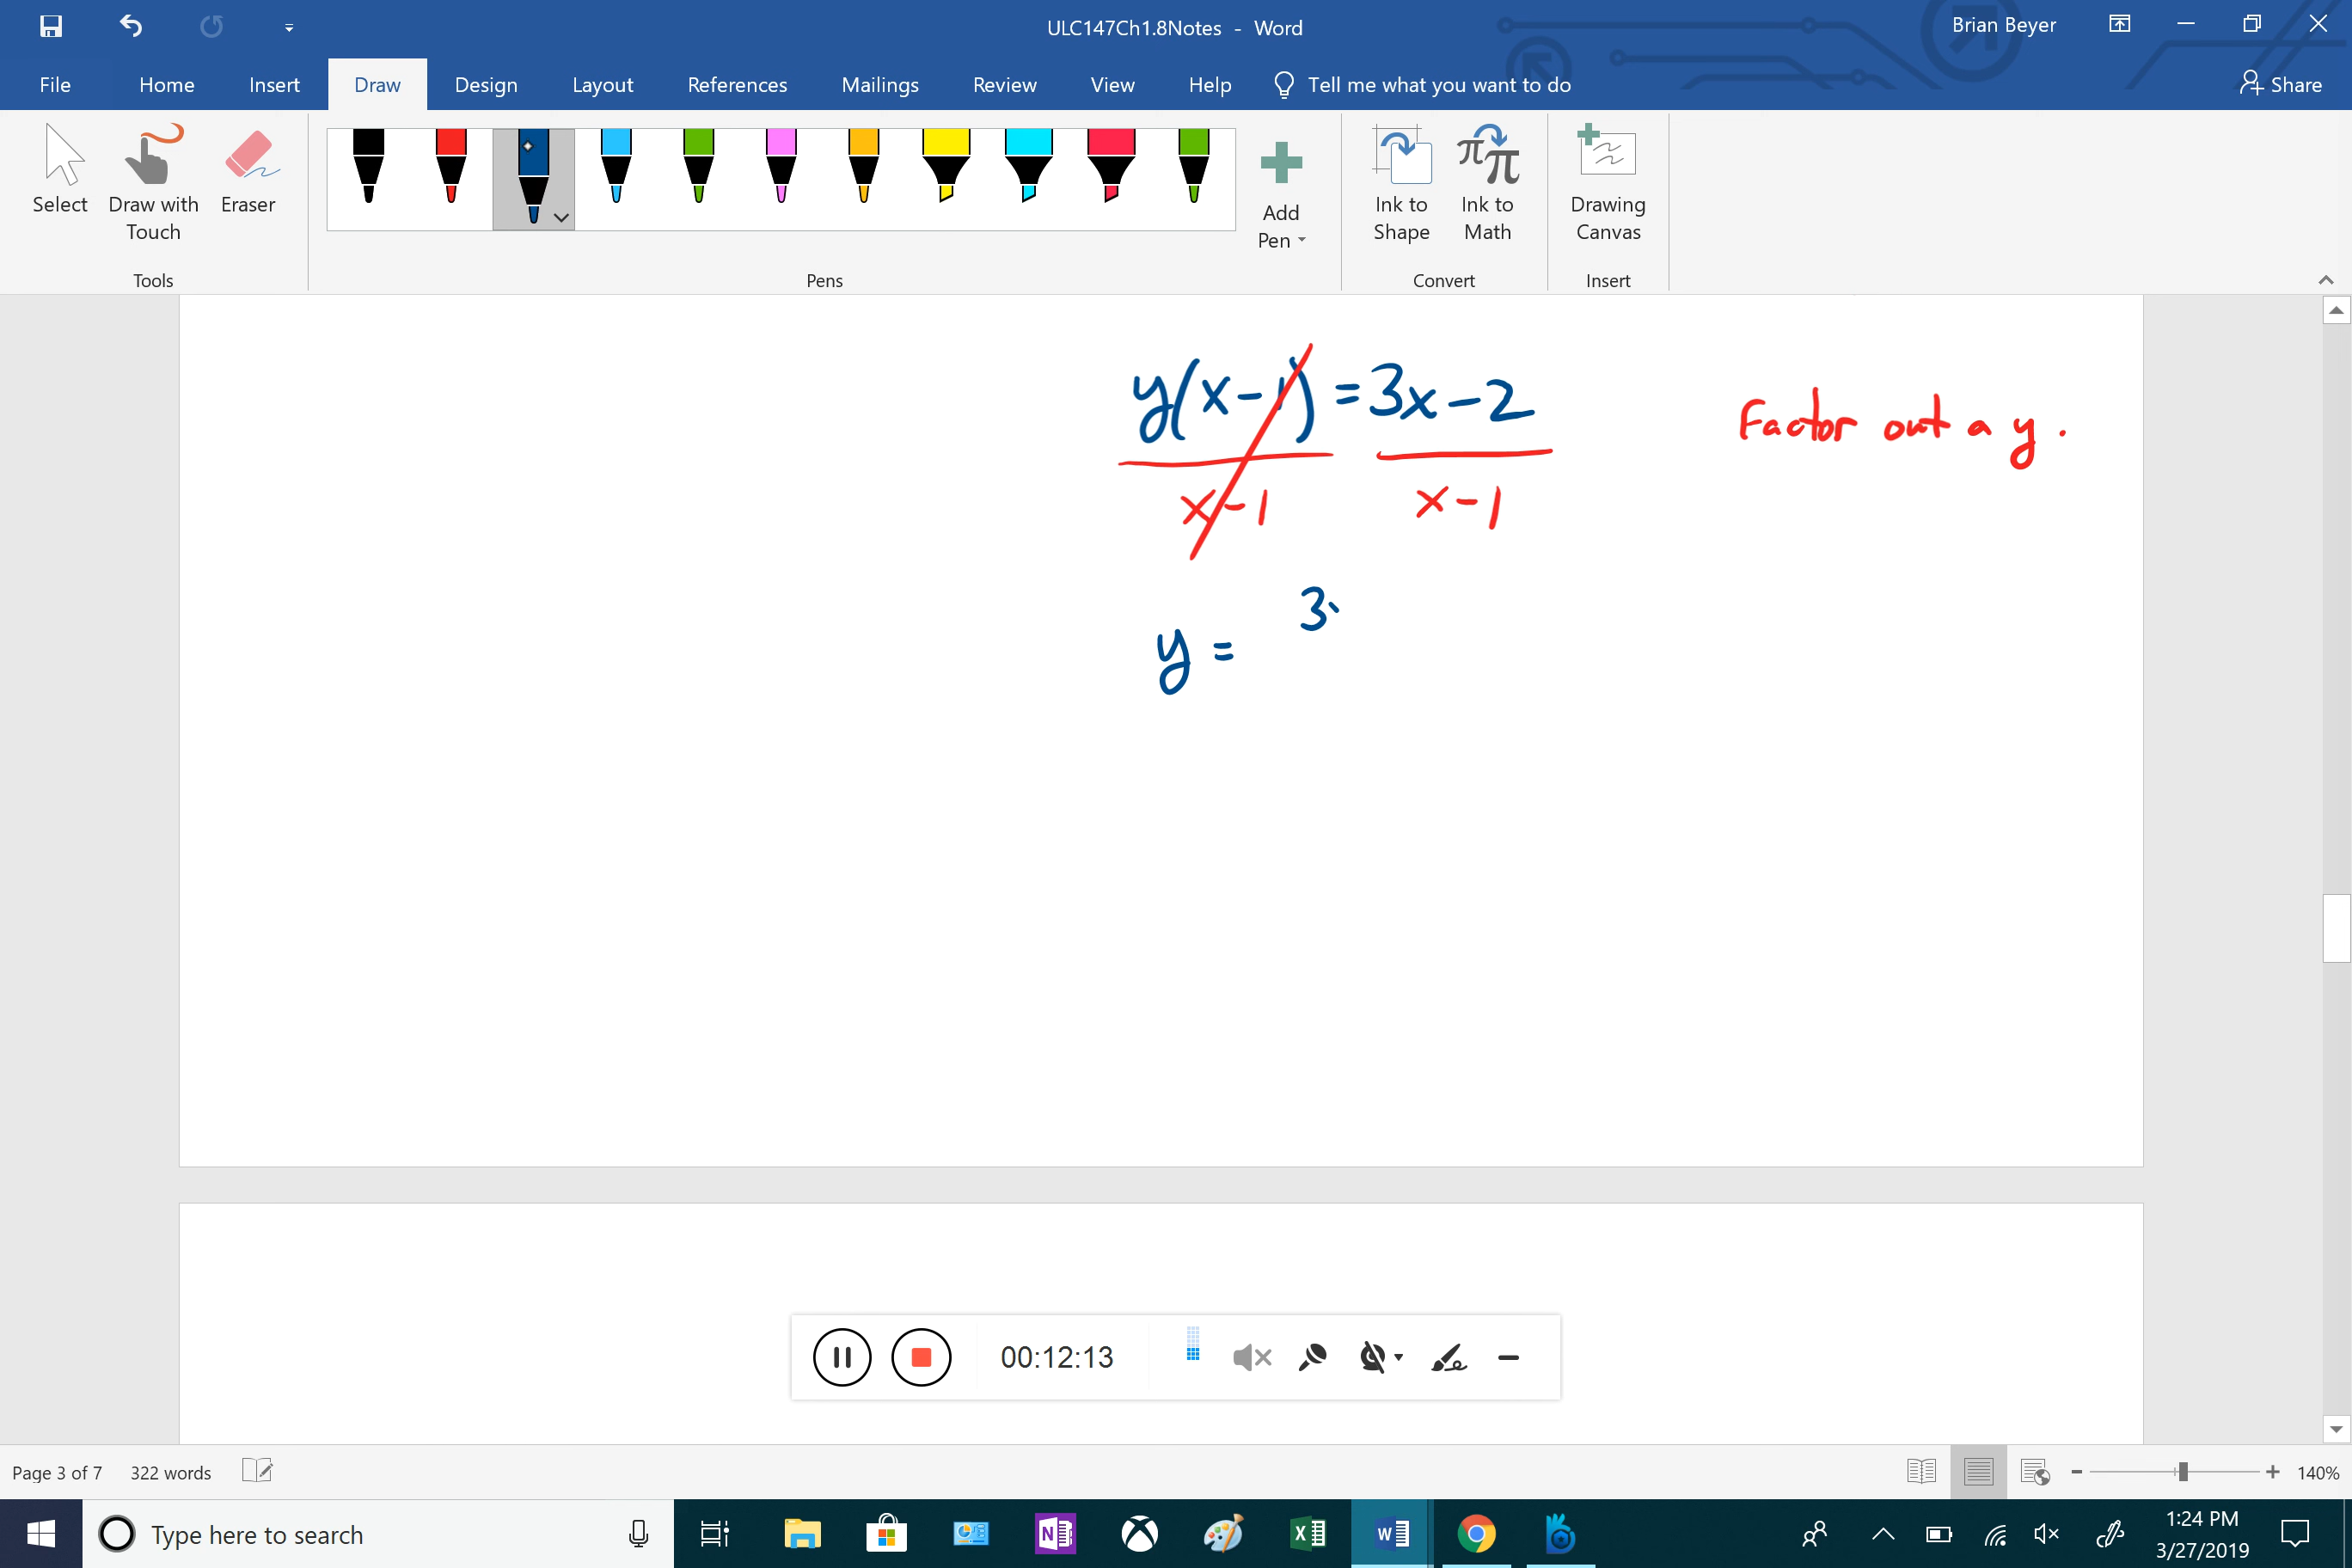 ULC147Ch1.8Notes - Word
Brian Beyer
File Home Insert Draw Design Layout References Mailings Review View Help Tell me what you want to do Share
Select Draw with Touch Eraser Add Pen Ink to Shape Ink to Math Drawing Canvas
Tools Pens Convert Insert
y(x-1) = 3x-2
x-1 x-1
Factor out a y.
y = 3
00:12:13
Page 3 of 7 322 words 140%
Type here to search
1:24 PM
3/27/2019